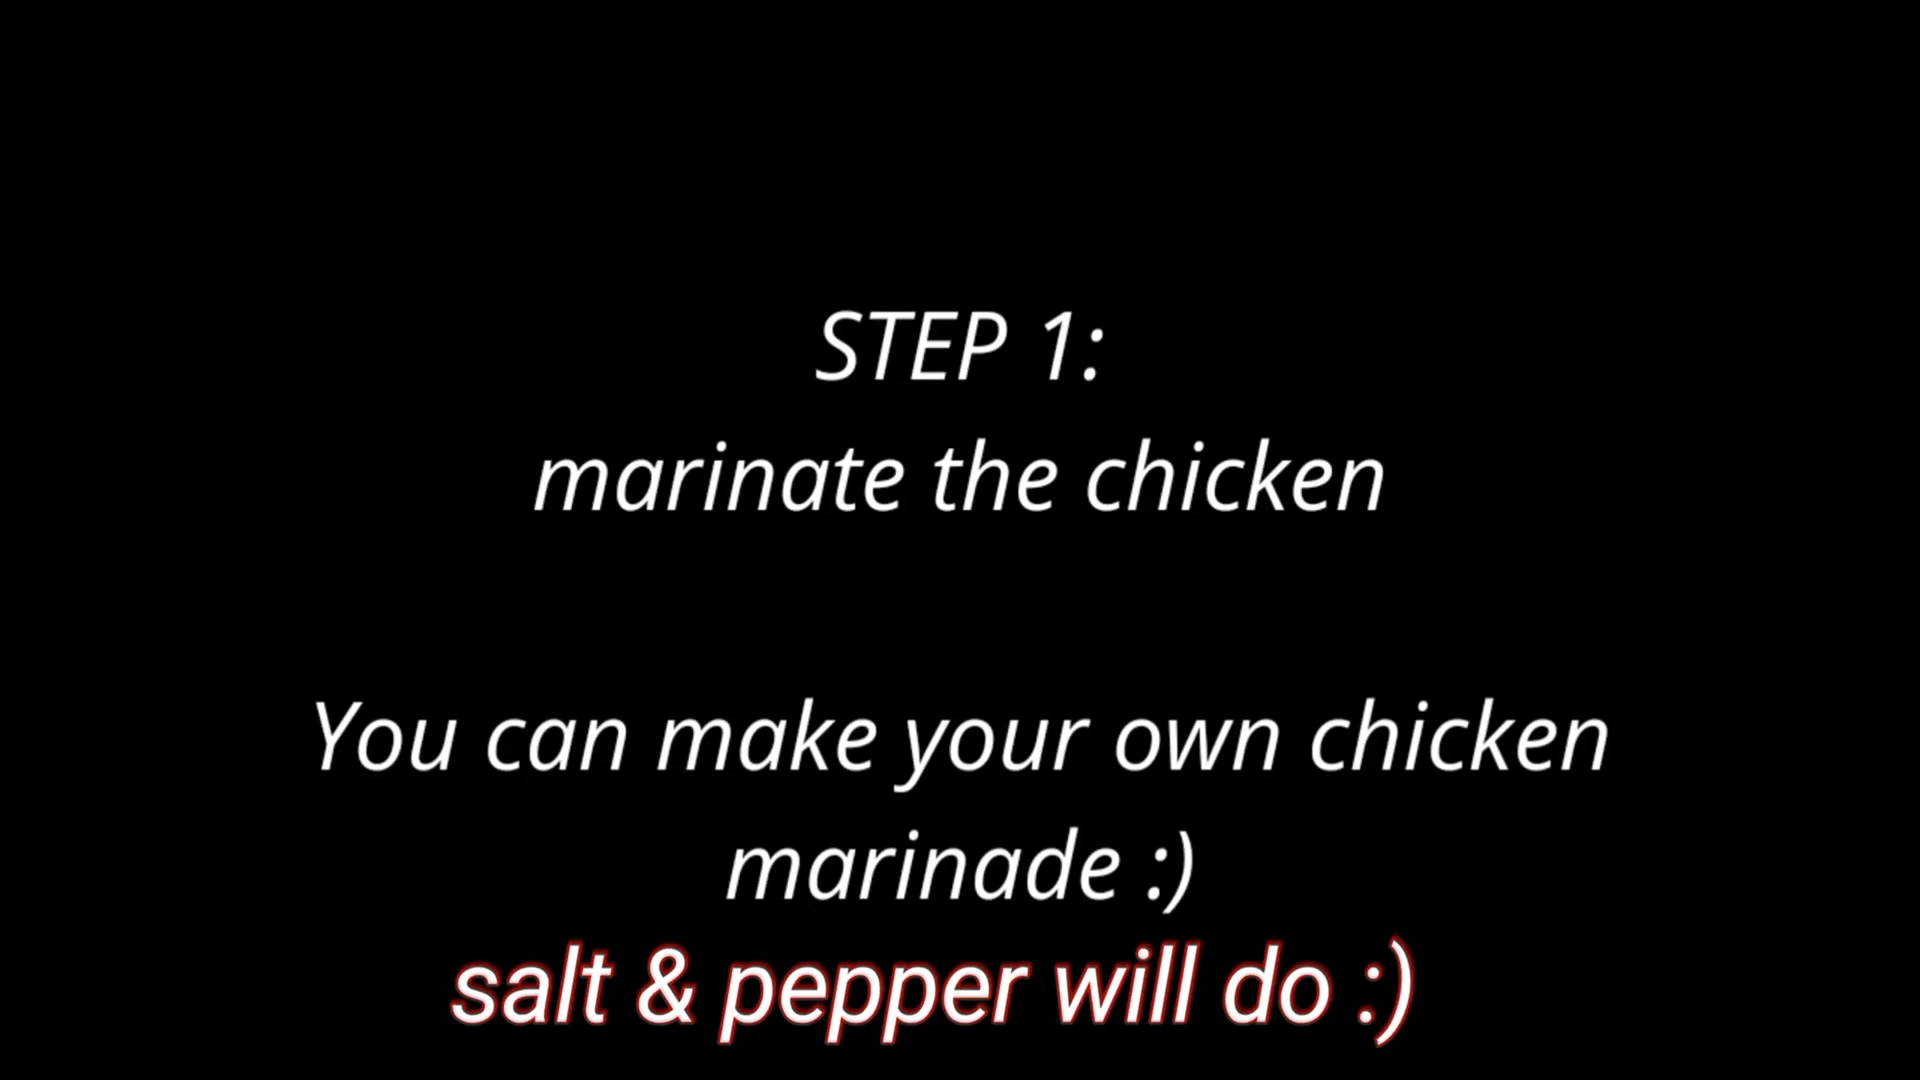 STEP 1:
marinate the chicken
You can make your own chicken
marinade :)
salt & pepper will do :)